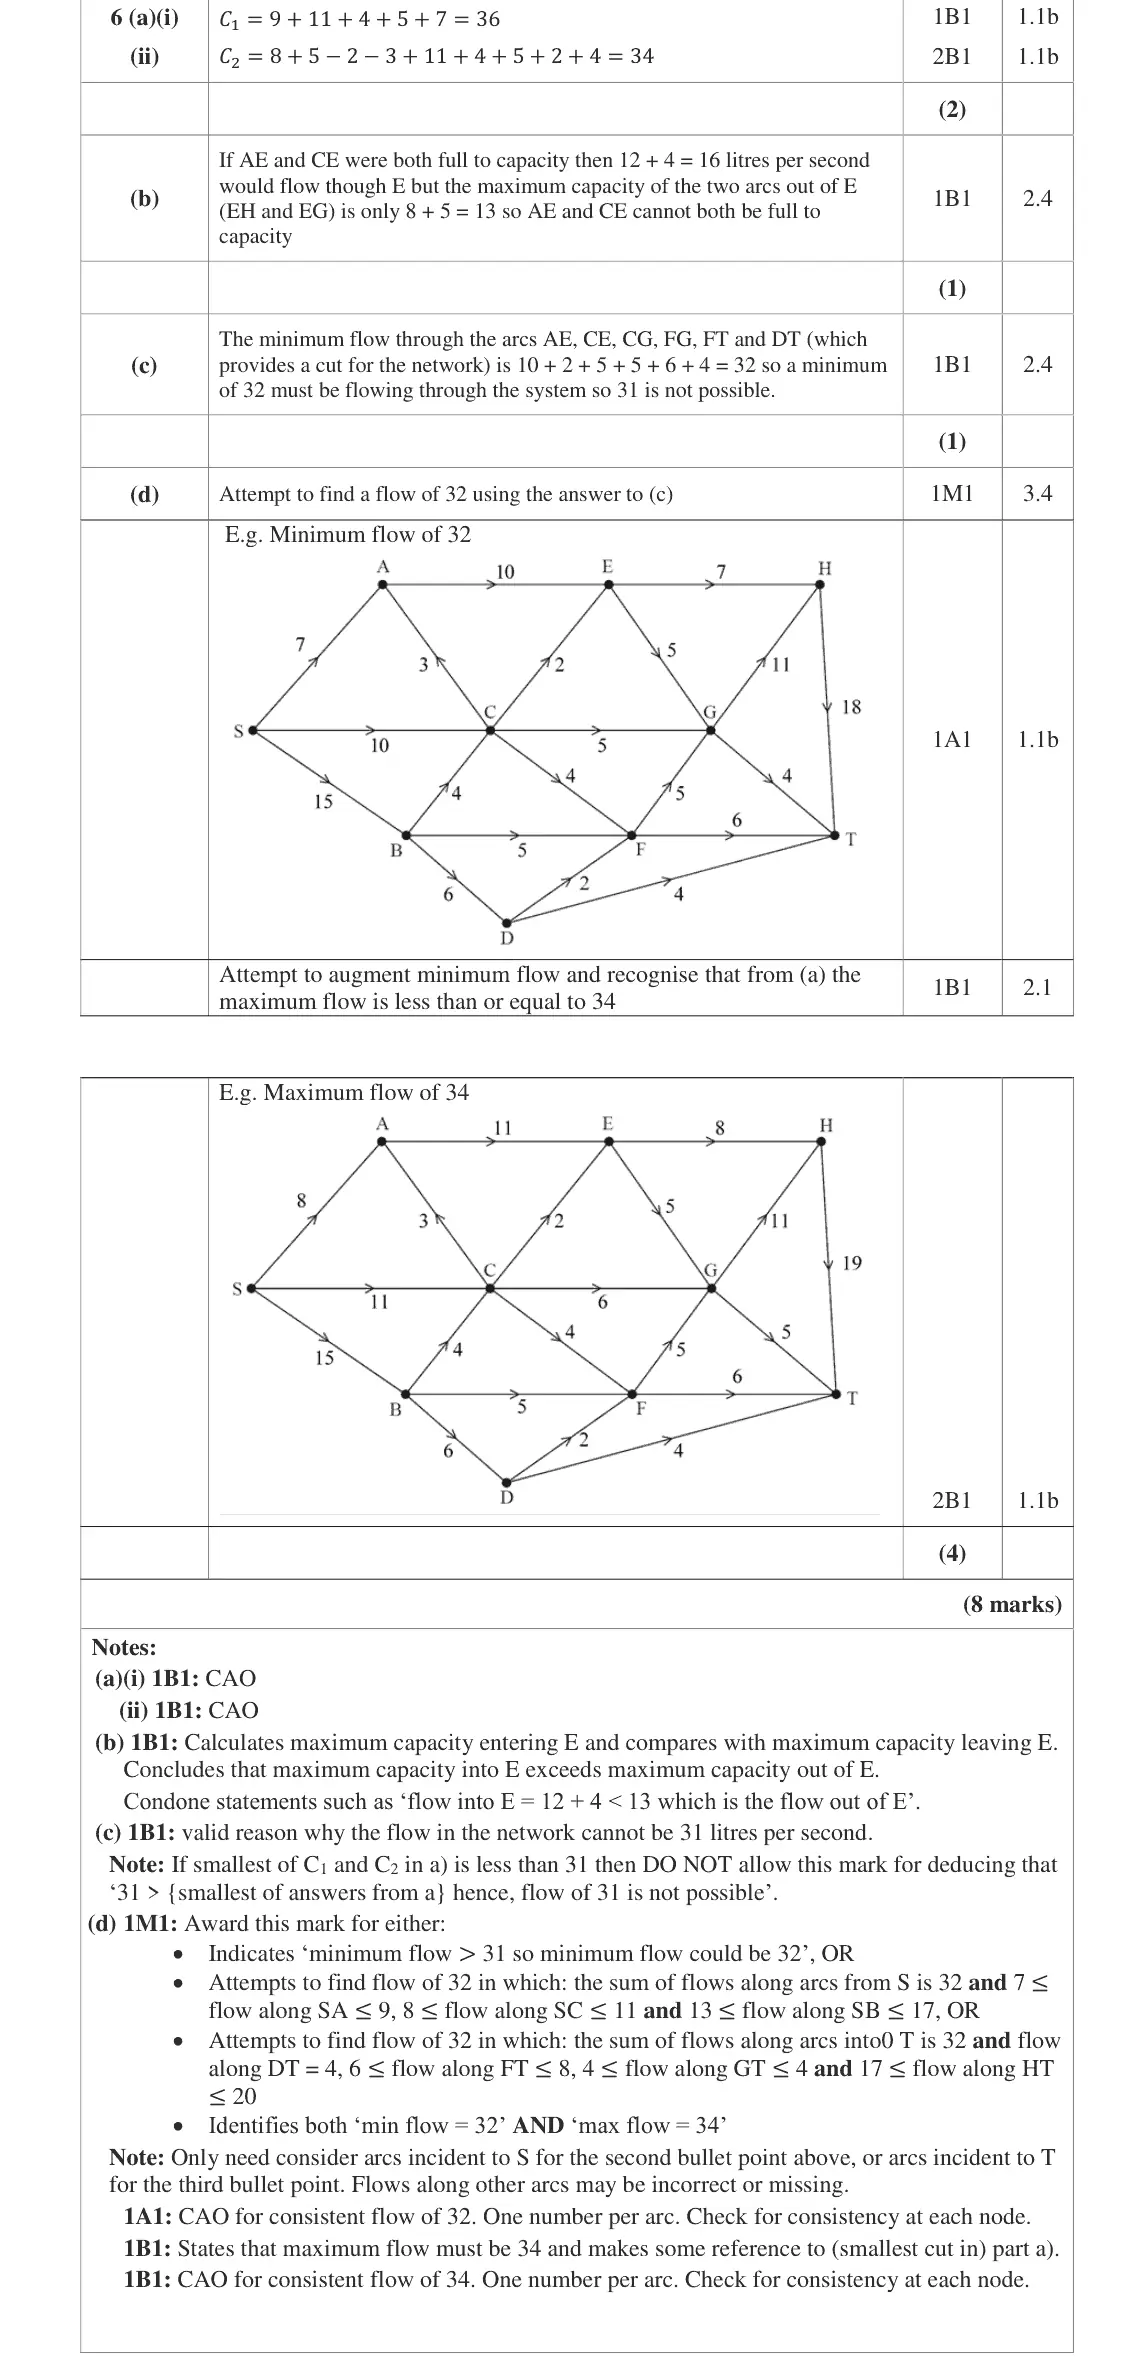 6 (a)(i) C₁ = 9 + 11 + 4 + 5 + 7 = 36 1B1 1.1b
(ii) C₂ = 8 + 5 − 2 − 3 + 11 + 4 + 5 + 2 + 4 = 34 2B1 1.1b
(2)
If AE and CE were both full to capacity then 12 + 4 = 16 litres per second
would flow though E but the maximum capacity of the two arcs out of E
(b) (EH and EG) is only 8 + 5 = 13 so AE and CE cannot both be full to 1B1 2.4
capacity
(1)
The minimum flow through the arcs AE, CE, CG, FG, FT and DT (which
(c) provides a cut for the network) is 10 + 2 + 5 + 5 + 6 + 4 = 32 so a minimum 1B1 2.4
of 32 must be flowing through the system so 31 is not possible.
(1)
(d) Attempt to find a flow of 32 using the answer to (c) 1M1 3.4
E.g. Minimum flow of 32
A 10 E 7 H
7 3 2 5 11
S C G 18
10 5 1A1 1.1b
15 4 4 5 4
6
B 5 F T
6 2 4
D
Attempt to augment minimum flow and recognise that from (a) the
maximum flow is less than or equal to 34 1B1 2.1
E.g. Maximum flow of 34
A 11 E 8 H
8 3 2 5 11
S C G 19
11 6
15 4 4 5 5
6
B 5 F T
6 2 4
D
2B1 1.1b
(4)
(8 marks)
Notes:
(a)(i) 1B1: CAO
(ii) 1B1: CAO
(b) 1B1: Calculates maximum capacity entering E and compares with maximum capacity leaving E.
Concludes that maximum capacity into E exceeds maximum capacity out of E.
Condone statements such as ‘flow into E = 12 + 4 < 13 which is the flow out of E’.
(c) 1B1: valid reason why the flow in the network cannot be 31 litres per second.
Note: If smallest of C₁ and C₂ in a) is less than 31 then DO NOT allow this mark for deducing that
‘31 > {smallest of answers from a} hence, flow of 31 is not possible’.
(d) 1M1: Award this mark for either:
• Indicates ‘minimum flow > 31 so minimum flow could be 32’, OR
• Attempts to find flow of 32 in which: the sum of flows along arcs from S is 32 and 7 ≤
flow along SA ≤ 9, 8 ≤ flow along SC ≤ 11 and 13 ≤ flow along SB ≤ 17, OR
• Attempts to find flow of 32 in which: the sum of flows along arcs into0 T is 32 and flow
along DT = 4, 6 ≤ flow along FT ≤ 8, 4 ≤ flow along GT ≤ 4 and 17 ≤ flow along HT
≤ 20
• Identifies both ‘min flow = 32’ AND ‘max flow = 34’
Note: Only need consider arcs incident to S for the second bullet point above, or arcs incident to T
for the third bullet point. Flows along other arcs may be incorrect or missing.
1A1: CAO for consistent flow of 32. One number per arc. Check for consistency at each node.
1B1: States that maximum flow must be 34 and makes some reference to (smallest cut in) part a).
1B1: CAO for consistent flow of 34. One number per arc. Check for consistency at each node.